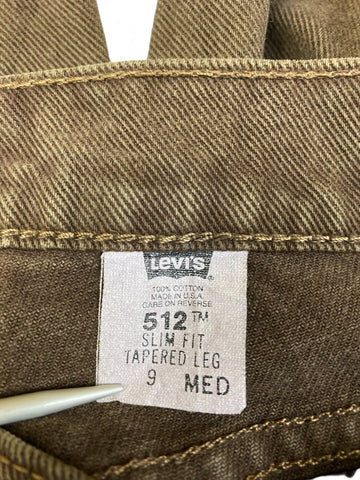 Levi's®
100% COTTON
MADE IN U.S.A.
CARE ON REVERSE
512™
SLIM FIT
TAPERED LEG
9 MED